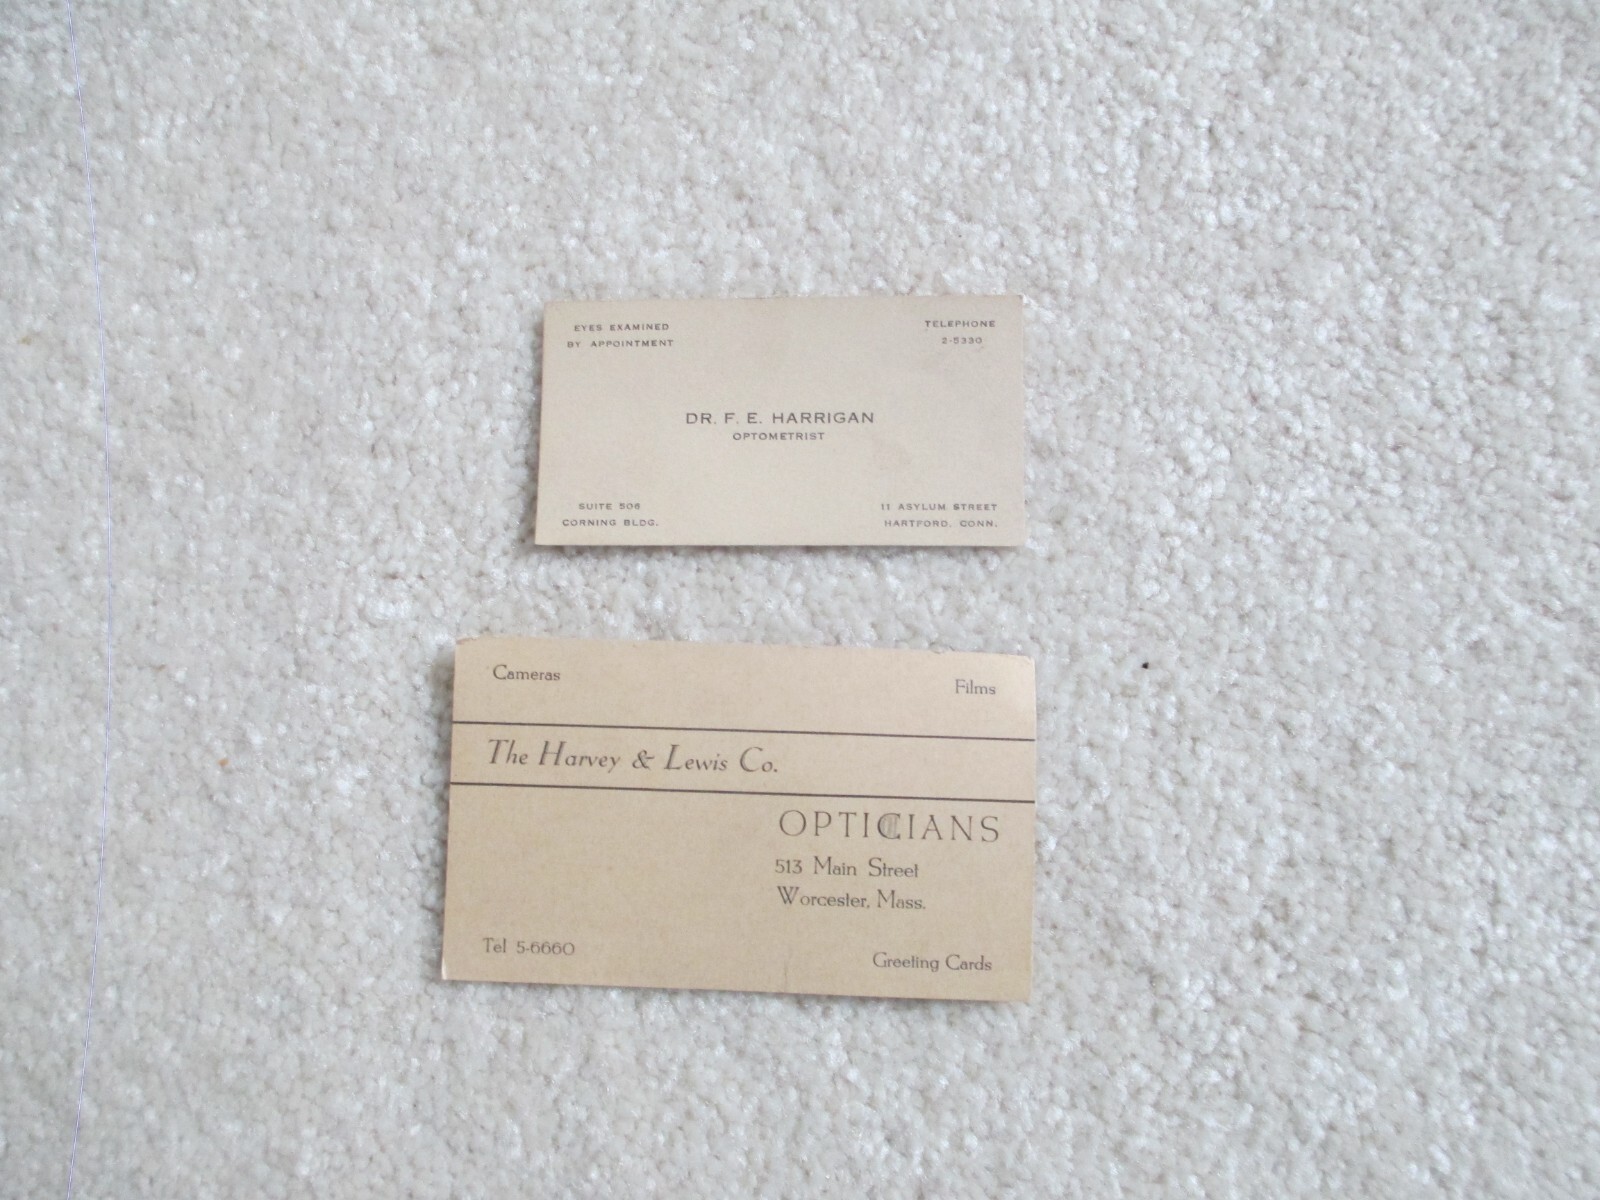 EYES EXAMINED
BY APPOINTMENT
TELEPHONE
2-5330
DR. F. E. HARRIGAN
OPTOMETRIST
SUITE 506
CORNING BLDG.
11 ASYLUM STREET
HARTFORD, CONN.
Cameras
Films
The Harvey & Lewis Co.
OPTICIANS
513 Main Street
Worcester, Mass.
Tel 5-6660
Greeting Cards